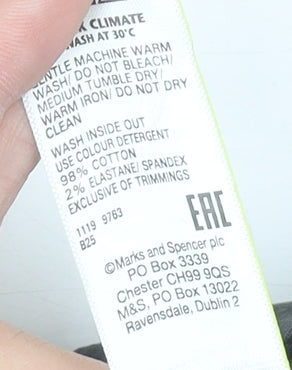 CLIMATE
WASH AT 30°C
GENTLE MACHINE WARM
WASH/ DO NOT BLEACH/
MEDIUM TUMBLE DRY/
WARM IRON/ DO NOT DRY
CLEAN
WASH INSIDE OUT
USE COLOUR DETERGENT
98% COTTON
2% ELASTANE/ SPANDEX
EXCLUSIVE OF TRIMMINGS
1119 9763
B25
EAC
©Marks and Spencer plc
PO Box 3339
Chester CH99 9QS
M&S, PO Box 13022
Ravensdale, Dublin 2